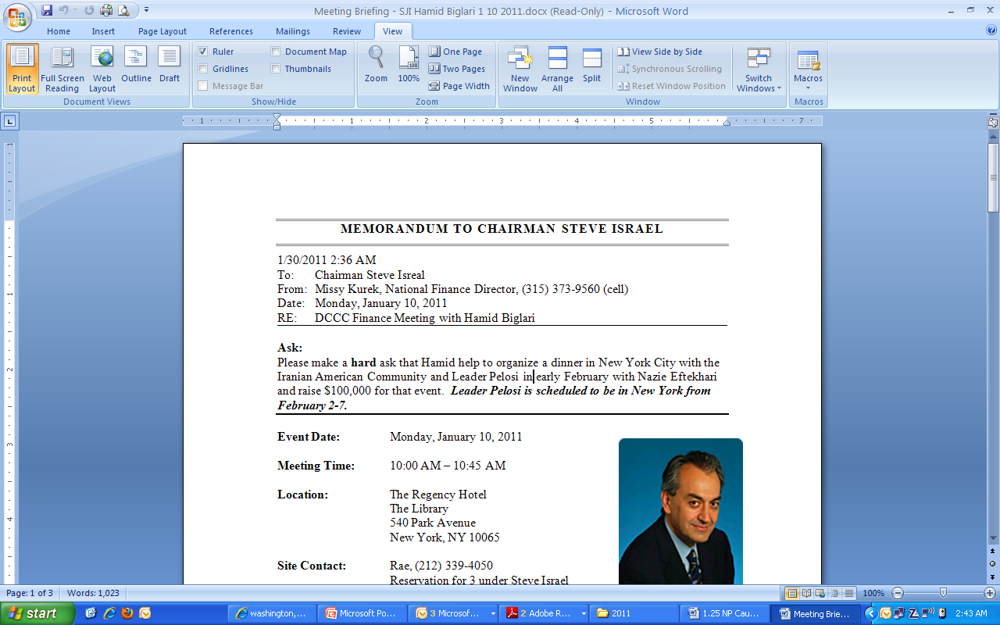 Meeting Briefing - SJI Hamid Biglari 1 10 2011.docx (Read-Only) - Microsoft Word
Home Insert Page Layout References Mailings Review View
Print Layout
Full Screen Reading
Web Layout
Outline
Draft
Document Views
Ruler
Gridlines
Message Bar
Document Map
Thumbnails
Show/Hide
Zoom
100%
One Page
Two Pages
Page Width
Zoom
New Window
Arrange All
Split
View Side by Side
Synchronous Scrolling
Reset Window Position
Window
Switch Windows
Macros
Macros
1 1 2 3 4 5 7
MEMORANDUM TO CHAIRMAN STEVE ISRAEL
1/30/2011 2:36 AM
To: Chairman Steve Isreal
From: Missy Kurek, National Finance Director, (315) 373-9560 (cell)
Date: Monday, January 10, 2011
RE: DCCC Finance Meeting with Hamid Biglari
Ask:
Please make a hard ask that Hamid help to organize a dinner in New York City with the
Iranian American Community and Leader Pelosi in early February with Nazie Eftekhari
and raise $100,000 for that event. Leader Pelosi is scheduled to be in New York from
February 2-7.
Event Date: Monday, January 10, 2011
Meeting Time: 10:00 AM – 10:45 AM
Location: The Regency Hotel
The Library
540 Park Avenue
New York, NY 10065
Site Contact: Rae, (212) 339-4050
Reservation for 3 under Steve Israel
Page: 1 of 3 Words: 1,023 100%
start washington,... Microsoft Po... 3 Microsof... 2 Adobe R... 2011 1.25 NP Cau... Meeting Brie... 2:43 AM